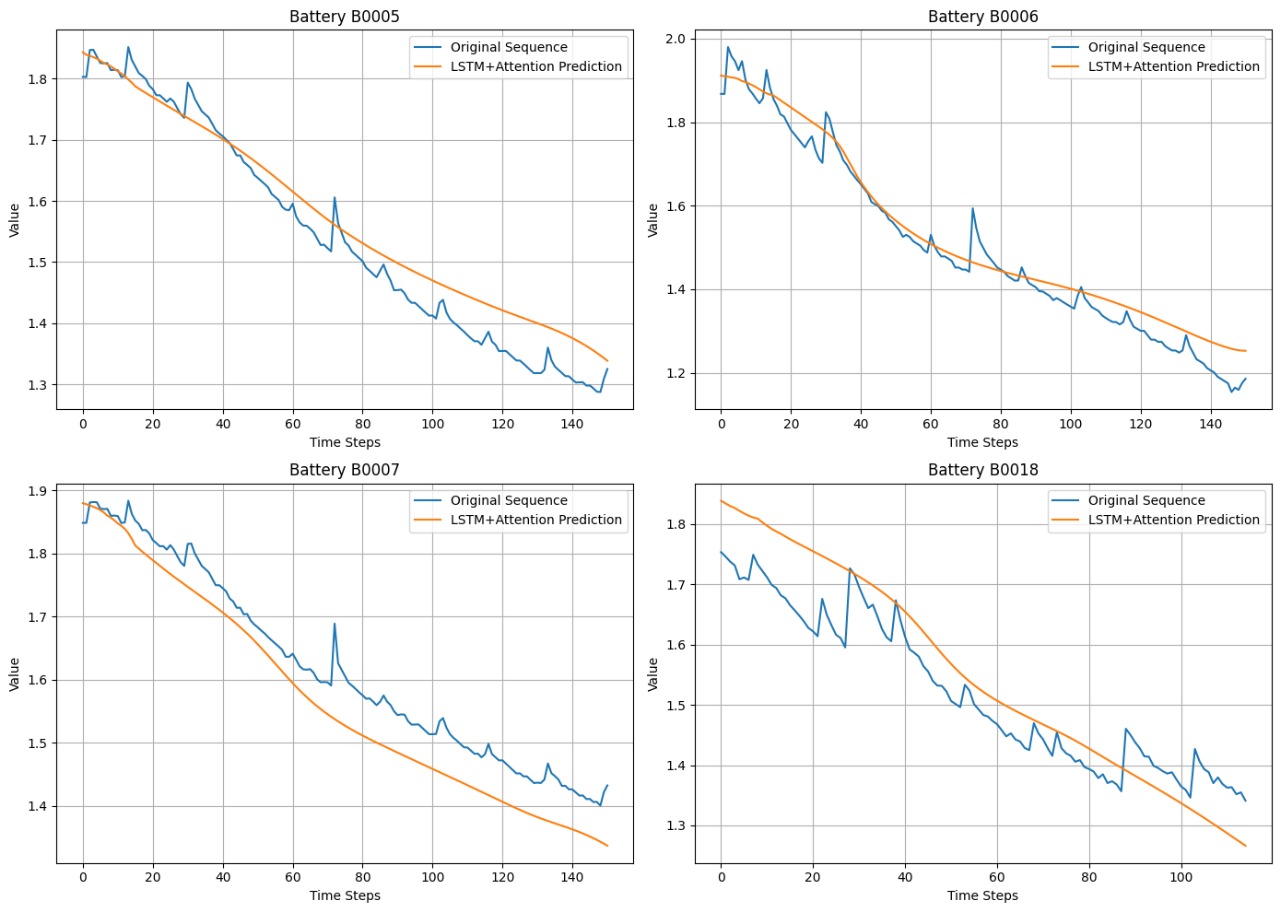 Battery B0005
Original Sequence
LSTM+Attention Prediction
Value
1.8
1.7
1.6
1.5
1.4
1.3
0 20 40 60 80 100 120 140
Time Steps
Battery B0006
Original Sequence
LSTM+Attention Prediction
Value
2.0
1.8
1.6
1.4
1.2
0 20 40 60 80 100 120 140
Time Steps
Battery B0007
Original Sequence
LSTM+Attention Prediction
Value
1.9
1.8
1.7
1.6
1.5
1.4
0 20 40 60 80 100 120 140
Time Steps
Battery B0018
Original Sequence
LSTM+Attention Prediction
Value
1.8
1.7
1.6
1.5
1.4
1.3
0 20 40 60 80 100
Time Steps